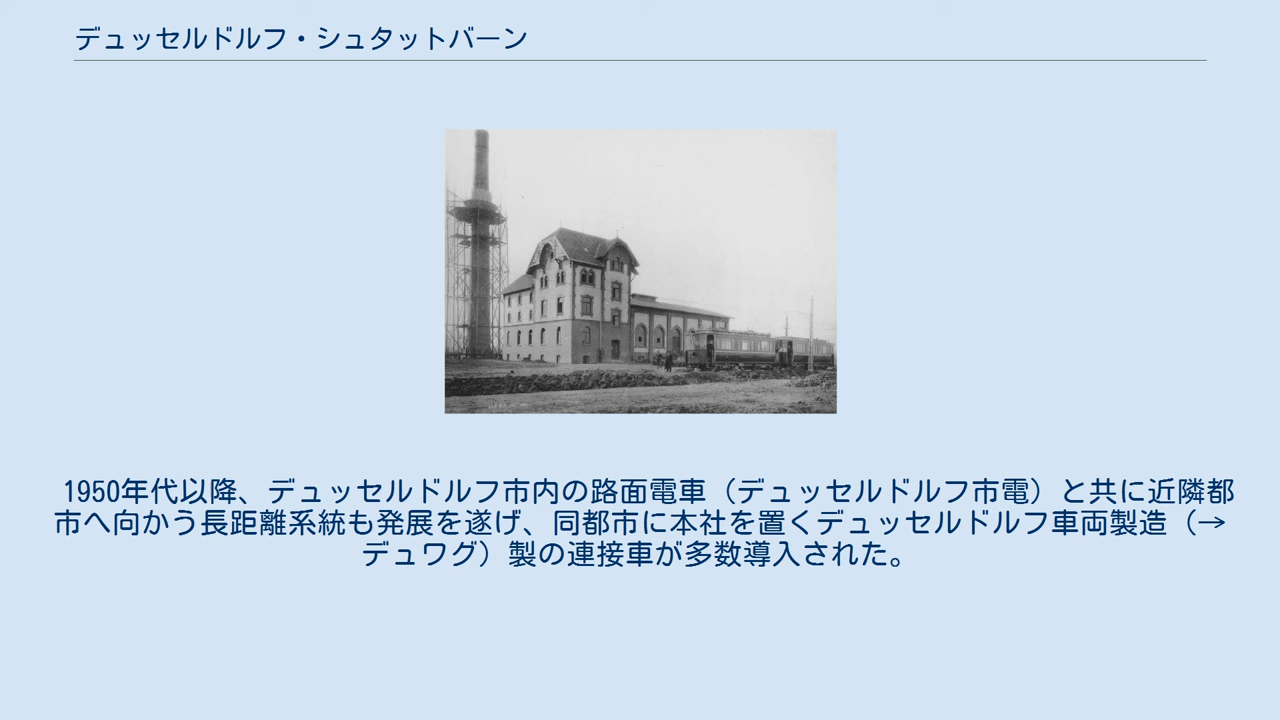 デュッセルドルフ・シュタットバーン
1950年代以降、デュッセルドルフ市内の路面電車（デュッセルドルフ市電）と共に近隣都
市へ向かう長距離系統も発展を遂げ、同都市に本社を置くデュッセルドルフ車両製造（→
デュワグ）製の連接車が多数導入された。